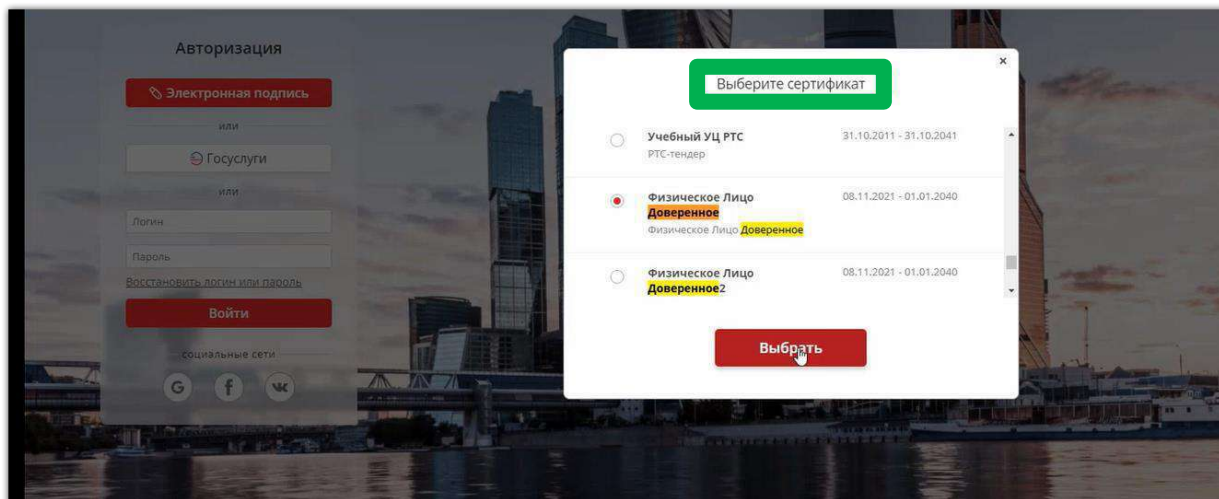 Авторизация
Электронная подпись
или
Госуслуги
или
Логин
Пароль
Восстановить логин или пароль
Войти
социальные сети
G f
×
Выберите сертификат
Учебный УЦ РТС 31.10.2011 - 31.10.2041
РТС-тендер
Физическое Лицо 08.11.2021 - 01.01.2040
Доверенное
Физическое Лицо Доверенное
Физическое Лицо 08.11.2021 - 01.01.2040
Доверенное2
Выбрать